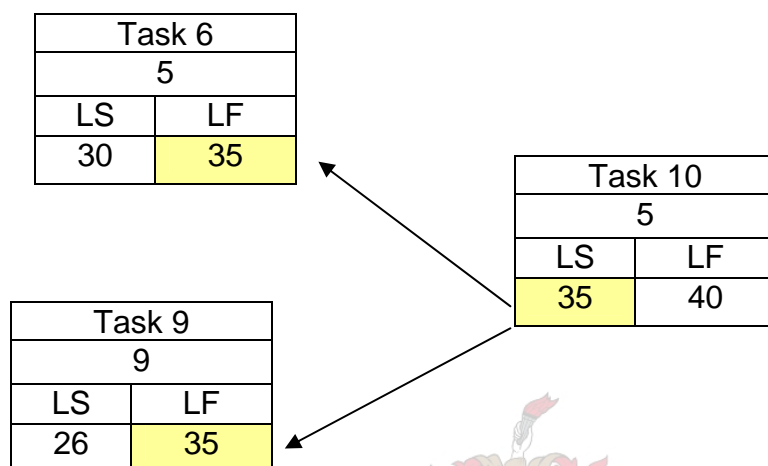 Task 6
5
LS LF
30 35
Task 10
5
LS LF
35 40
Task 9
9
LS LF
26 35